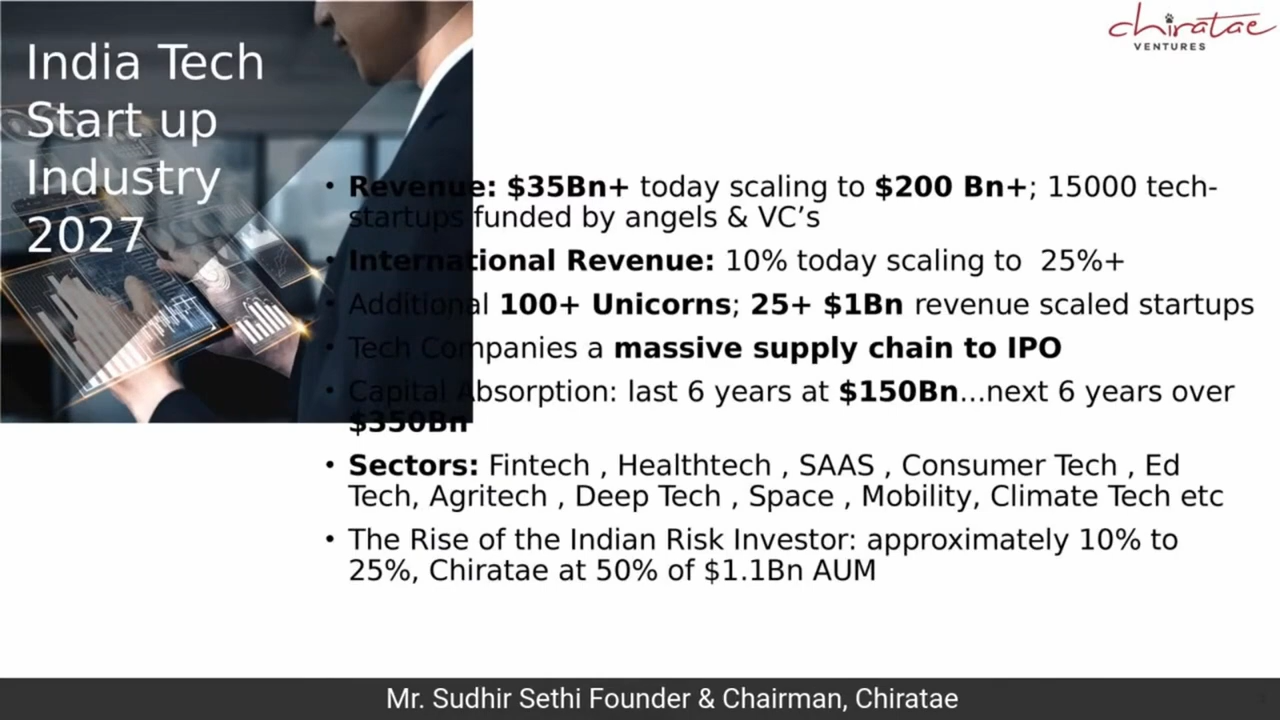 India Tech
Start up
Industry
2027
chiratae
VENTURES
• Revenue: $35Bn+ today scaling to $200 Bn+; 15000 tech-
startups funded by angels & VC’s
• International Revenue: 10% today scaling to  25%+
• Additional 100+ Unicorns; 25+ $1Bn revenue scaled startups
• Tech Companies a massive supply chain to IPO
• Capital Absorption: last 6 years at $150Bn...next 6 years over
$350Bn
• Sectors: Fintech , Healthtech , SAAS , Consumer Tech , Ed
Tech, Agritech , Deep Tech , Space , Mobility, Climate Tech etc
• The Rise of the Indian Risk Investor: approximately 10% to
25%, Chiratae at 50% of $1.1Bn AUM
Mr. Sudhir Sethi Founder & Chairman, Chiratae